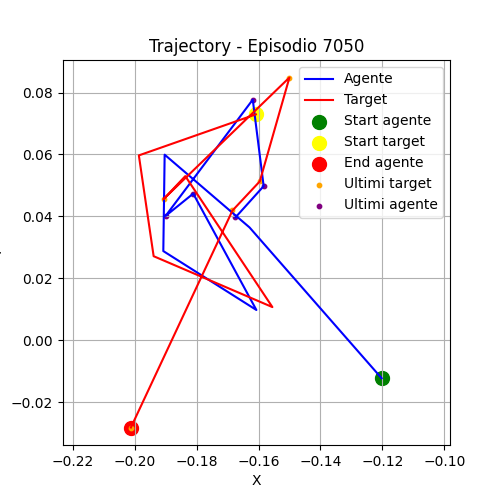 Trajectory - Episodio 7050
Agente
Target
Start agente
Start target
End agente
Ultimi target
Ultimi agente
0.08
0.06
0.04
0.02
0.00
−0.02
−0.22
−0.20
−0.18
−0.16
−0.14
−0.12
−0.10
X